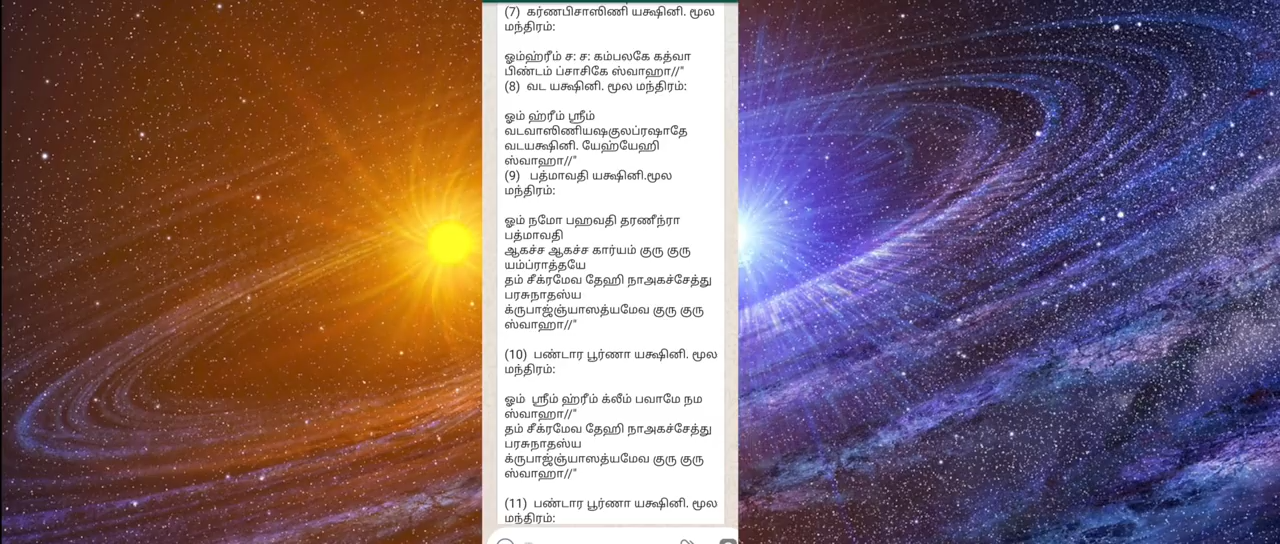 (7) கர்ணபிசாஸிணி யக்ஷினி. மூல
மந்திரம்:
ஓம்ஹ்ரீம் ச: ச: கம்பலகே கத்வா
பிண்டம் ப்சாசிகே ஸ்வாஹா//"
(8) வட யக்ஷினி. மூல மந்திரம்:
ஓம் ஹ்ரீம் ஸ்ரீம்
வடவாஸிணியஷகுலப்ரஷாதே
வடயக்ஷினி. யேஹ்யேஹி
ஸ்வாஹா//"
(9) பத்மாவதி யக்ஷினி.மூல
மந்திரம்:
ஓம் நமோ பஹவதி தரணீந்ரா
பத்மாவதி
ஆகச்ச ஆகச்ச கார்யம் குரு குரு
யம்ப்ராத்தயே
தம் சீக்ரமேவ தேஹி நாஅகச்சேத்து
பரசுநாதஸ்ய
க்ருபாஜ்ஞ்யாஸத்யமேவ குரு குரு
ஸ்வாஹா//"
(10) பண்டார பூர்ணா யக்ஷினி. மூல
மந்திரம்:
ஓம் ஸ்ரீம் ஹ்ரீம் க்லீம் பவாமே நம
ஸ்வாஹா//"
தம் சீக்ரமேவ தேஹி நாஅகச்சேத்து
பரசுநாதஸ்ய
க்ருபாஜ்ஞ்யாஸத்யமேவ குரு குரு
ஸ்வாஹா//"
(11) பண்டார பூர்ணா யக்ஷினி. மூல
மந்திரம்: